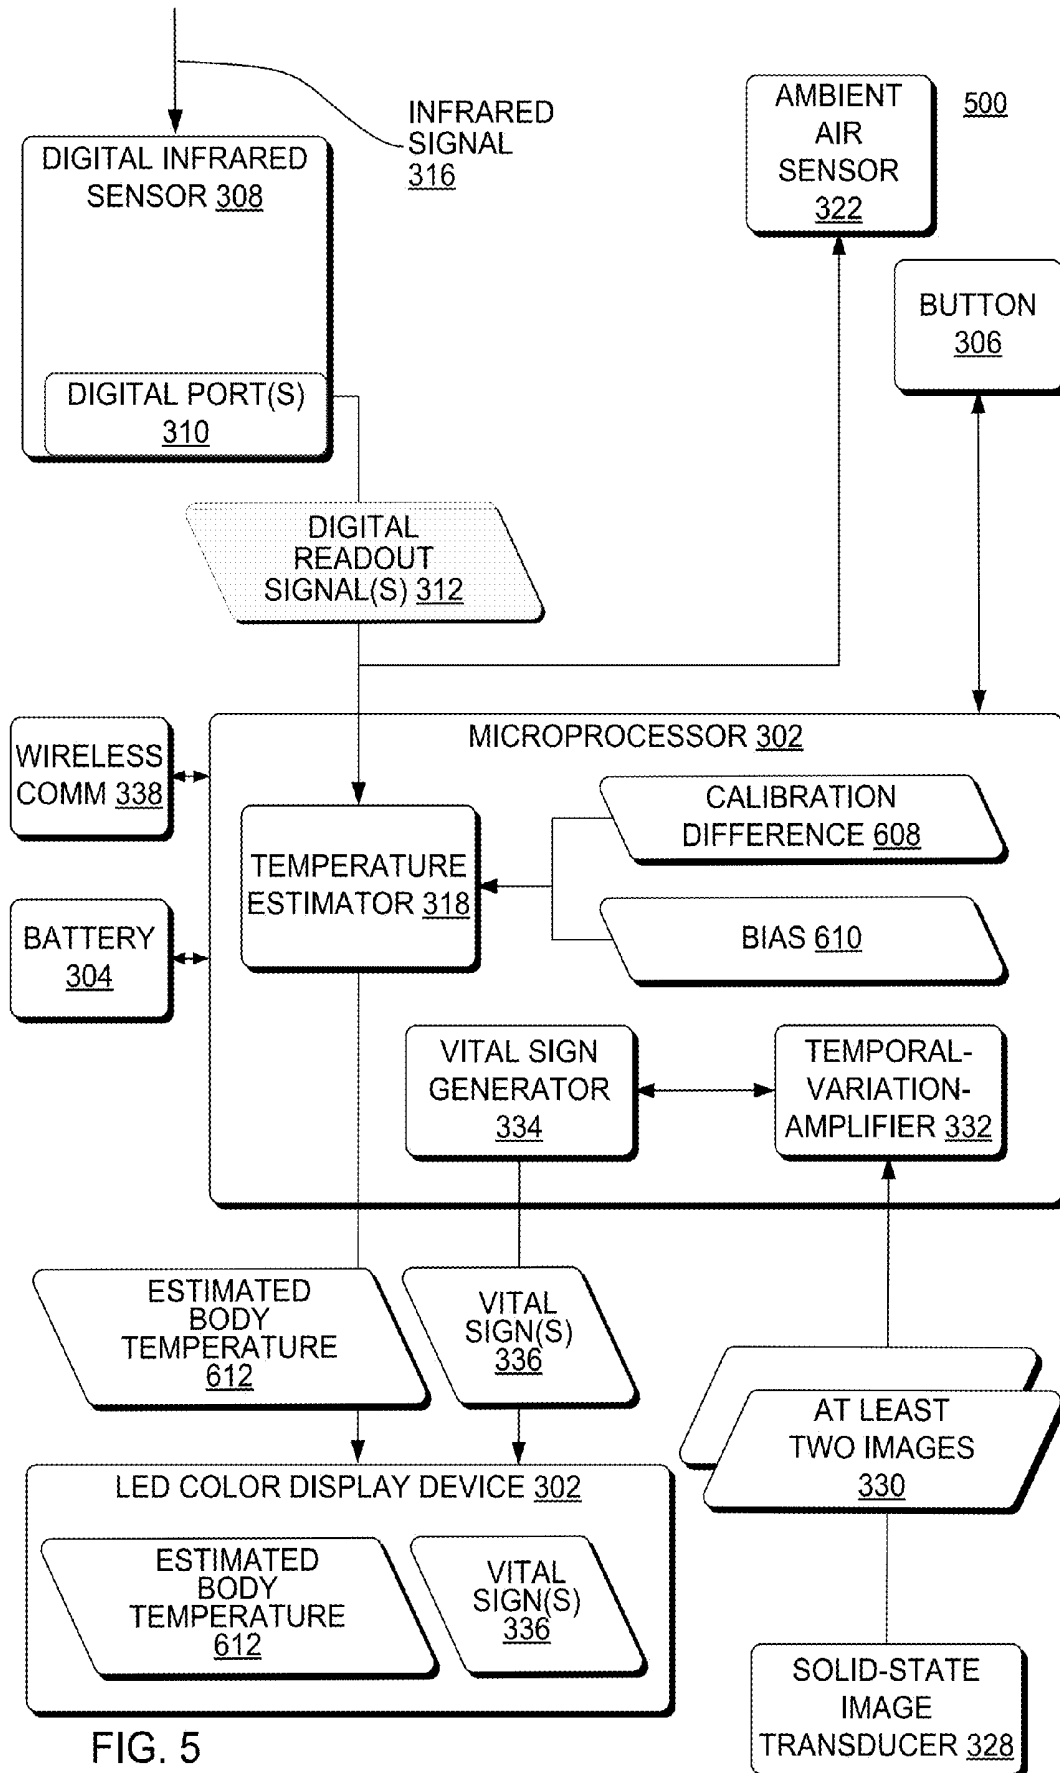 INFRARED
SIGNAL
316
AMBIENT
AIR
SENSOR
322
500
DIGITAL INFRARED
SENSOR 308
BUTTON
306
DIGITAL PORT(S)
310
DIGITAL
READOUT
SIGNAL(S) 312
MICROPROCESSOR 302
WIRELESS
COMM 338
CALIBRATION
DIFFERENCE 608
TEMPERATURE
ESTIMATOR 318
BATTERY
304
BIAS 610
VITAL SIGN
GENERATOR
334
TEMPORAL-
VARIATION-
AMPLIFIER 332
ESTIMATED
BODY
TEMPERATURE
612
VITAL
SIGN(S)
336
AT LEAST
TWO IMAGES
330
LED COLOR DISPLAY DEVICE 302
ESTIMATED
BODY
TEMPERATURE
612
VITAL
SIGN(S)
336
SOLID-STATE
IMAGE
TRANSDUCER 328
FIG. 5